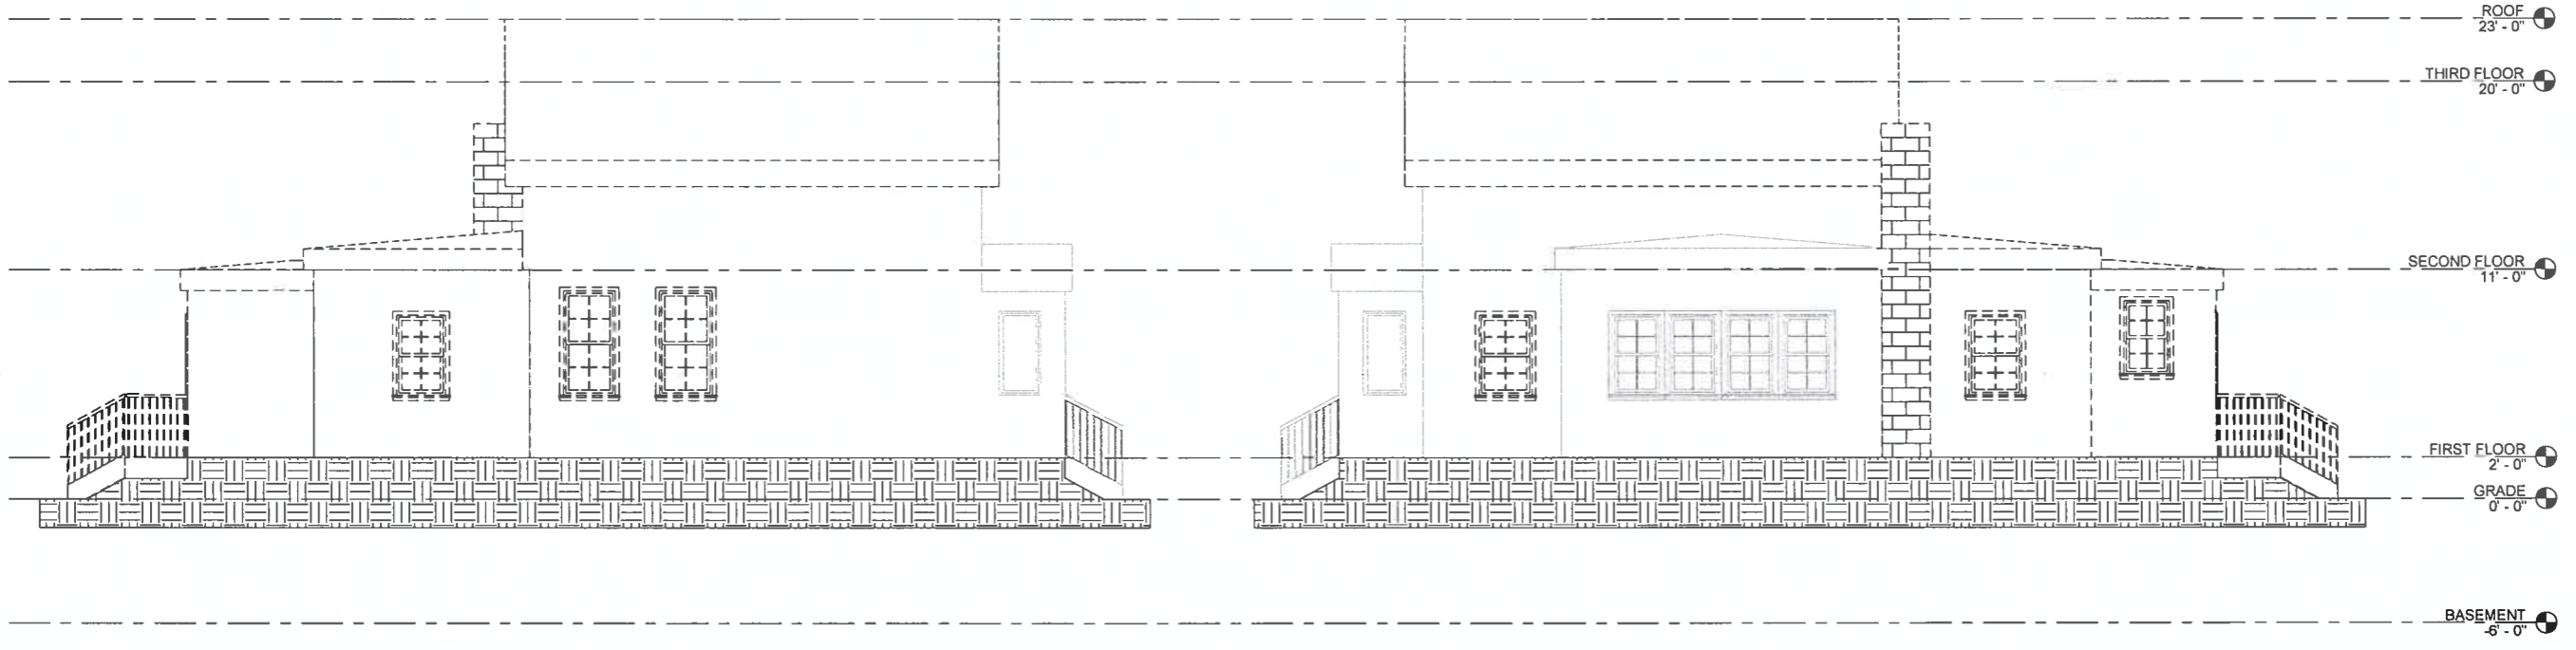 ROOF
23' - 0"
THIRD FLOOR
20' - 0"
SECOND FLOOR
11' - 0"
FIRST FLOOR
2' - 0"
GRADE
0' - 0"
BASEMENT
-6' - 0"